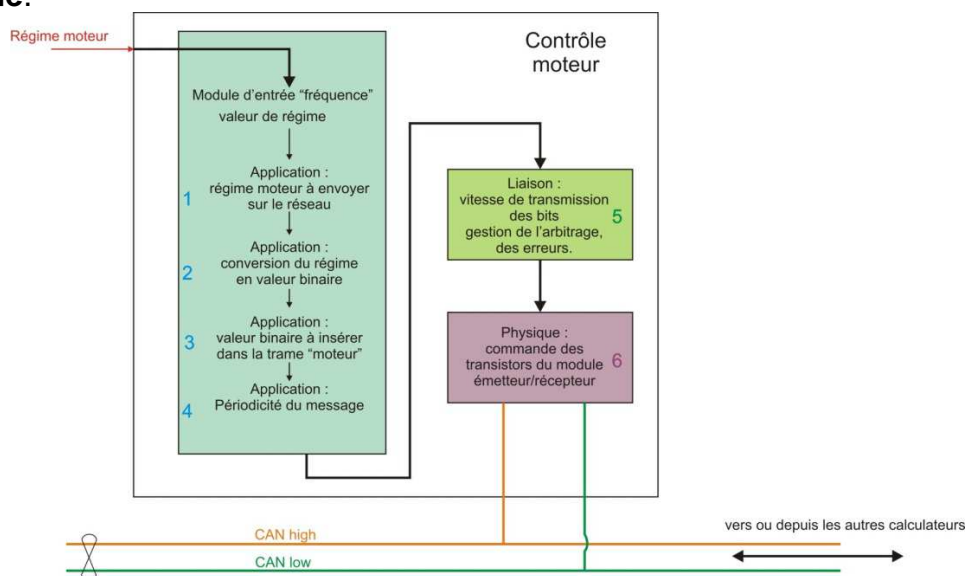 ne.
Régime moteur
Contrôle
moteur
Module d'entrée "fréquence"
valeur de régime
Application :
régime moteur à envoyer
sur le réseau
1
Application :
conversion du régime
en valeur binaire
2
Application :
valeur binaire à insérer
dans la trame "moteur"
3
Application :
Périodicité du message
4
Liaison :
vitesse de transmission
des bits
gestion de l'arbitrage,
des erreurs.
5
Physique :
commande des
transistors du module
émetteur/récepteur
6
CAN high
CAN low
vers ou depuis les autres calculateurs